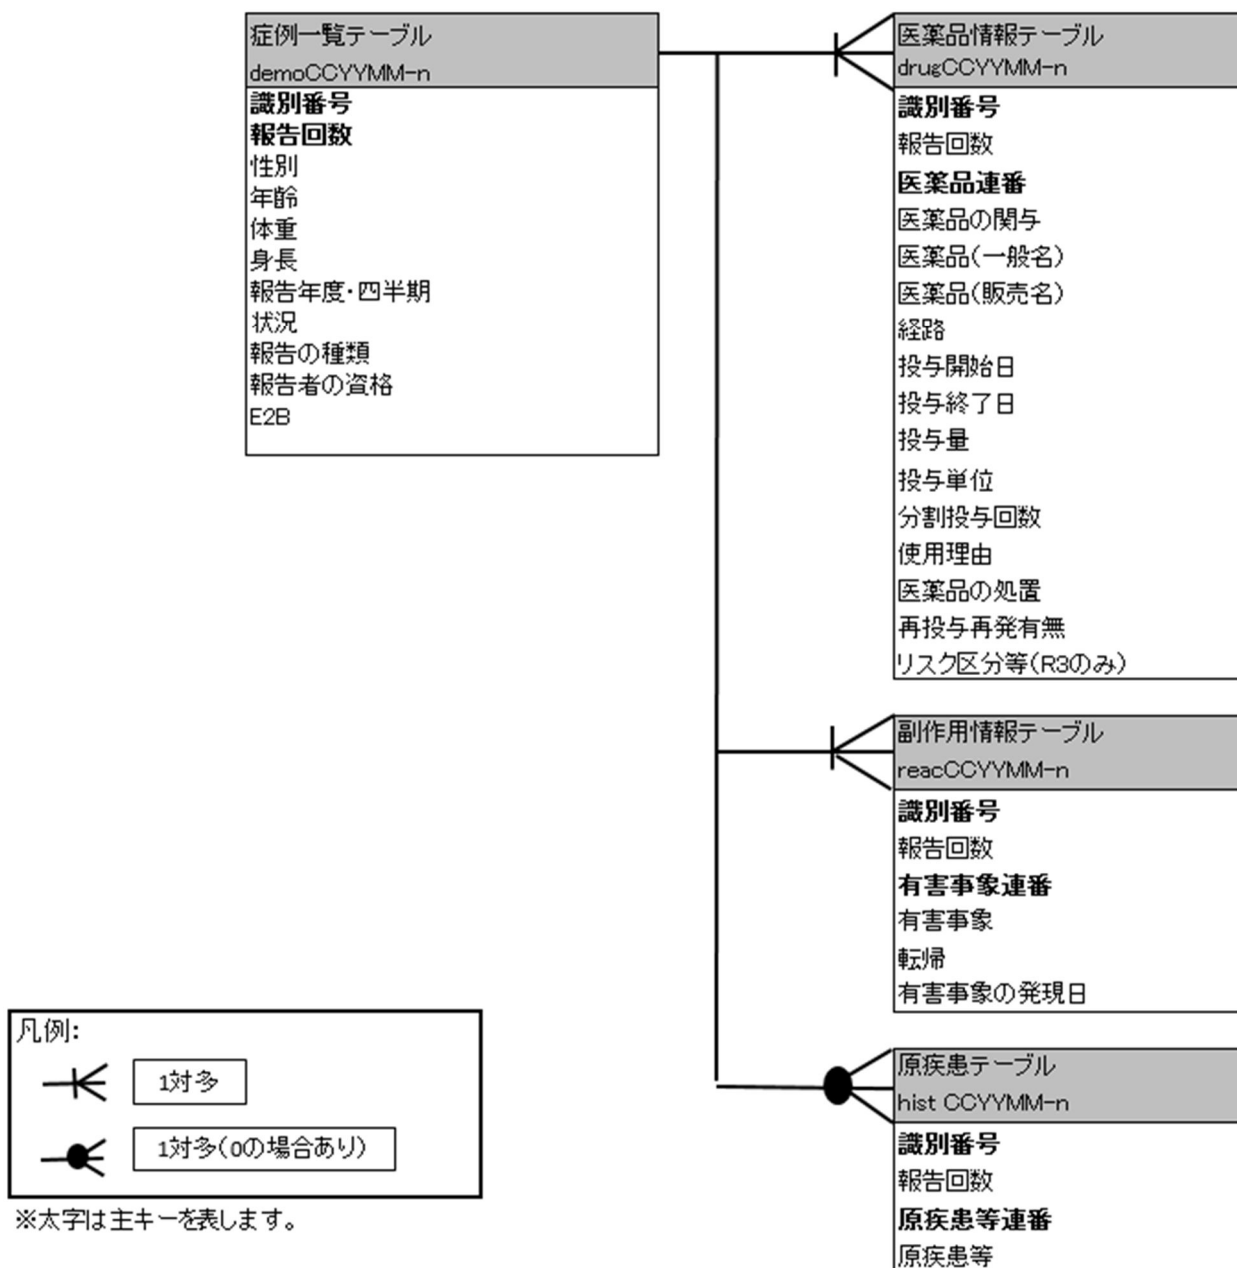 症例一覧テーブル
demoCCYYMM-n
識別番号
報告回数
性別
年齢
体重
身長
報告年度・四半期
状況
報告の種類
報告者の資格
E2B
医薬品情報テーブル
drugCCYYMM-n
識別番号
報告回数
医薬品連番
医薬品の関与
医薬品(一般名)
医薬品(販売名)
経路
投与開始日
投与終了日
投与量
投与単位
分割投与回数
使用理由
医薬品の処置
再投与再発有無
リスク区分等(R3のみ)
副作用情報テーブル
reacCCYYMM-n
識別番号
報告回数
有害事象連番
有害事象
転帰
有害事象の発現日
原疾患テーブル
hist CCYYMM-n
識別番号
報告回数
原疾患等連番
原疾患等
凡例:
1対多
1対多(0の場合あり)
※太字は主キーを表します。